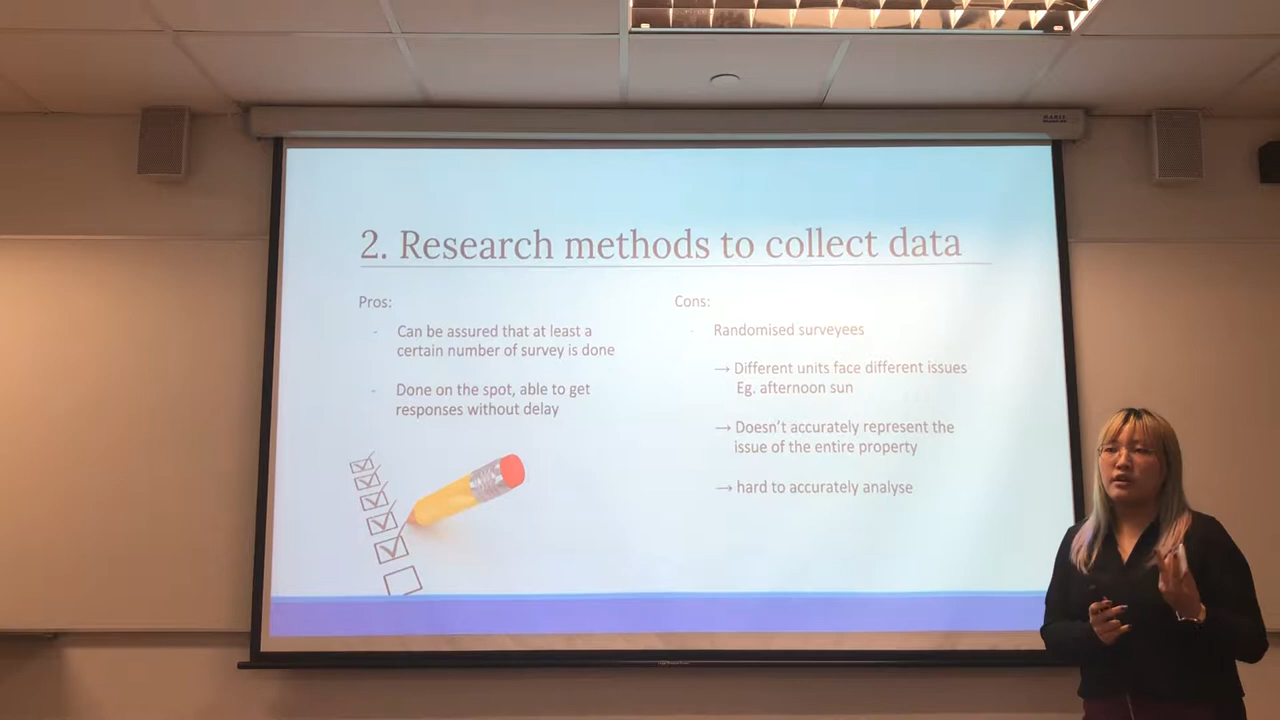 2. Research methods to collect data
Pros:
- Can be assured that at least a
certain number of survey is done
- Done on the spot, able to get
responses without delay
Cons:
- Randomised surveyees
→ Different units face different issues
Eg. afternoon sun
→ Doesn't accurately represent the
issue of the entire property
→ hard to accurately analyse